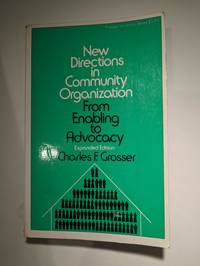 New
Directions
in
Community
Organization
From
Enabling
to
Advocacy
Expanded Edition
Charles F. Grosser